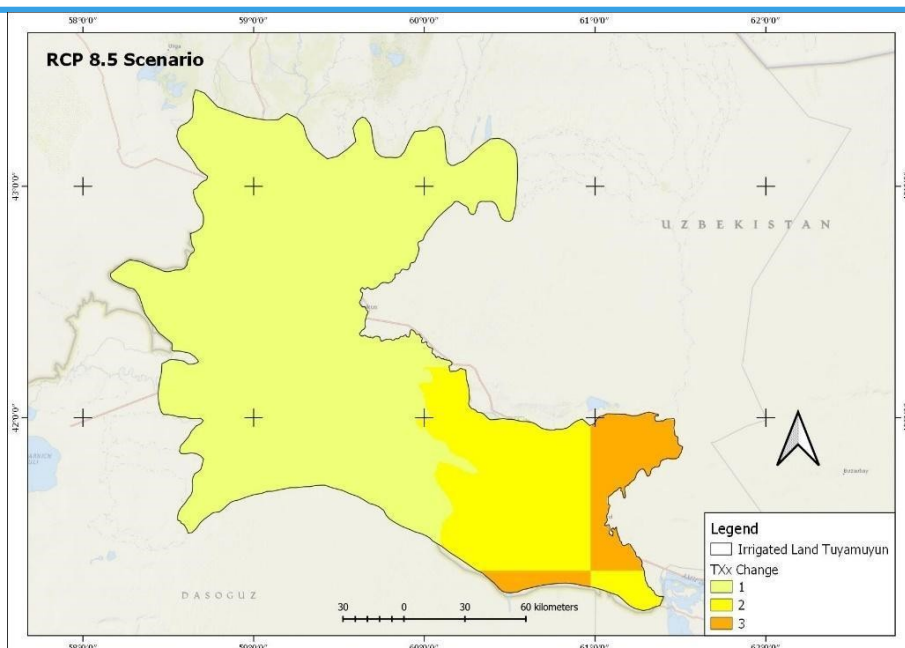 58°0'0" 59°0'0" 60°0'0" 61°0'0" 62°0'0"
RCP 8.5 Scenario
43°0'0"
UZBEKISTAN
42°0'0"
DASOGUZ
30 0 30 60 kilometers
Legend
Irrigated Land Tuyamuyun
TXx Change
1
2
3
58°0'0" 59°0'0" 60°0'0" 61°0'0" 62°0'0"